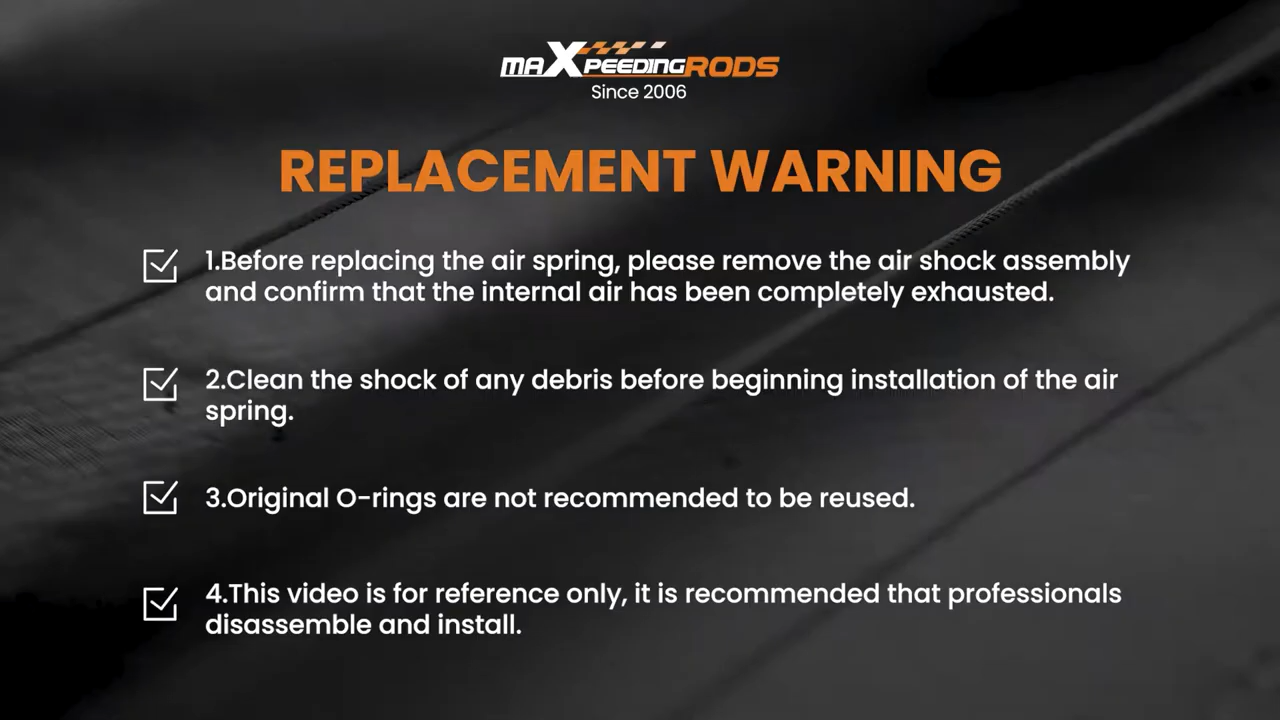 maXpeedingRODS
Since 2006
REPLACEMENT WARNING
1.Before replacing the air spring, please remove the air shock assembly
and confirm that the internal air has been completely exhausted.
2.Clean the shock of any debris before beginning installation of the air
spring.
3.Original O-rings are not recommended to be reused.
4.This video is for reference only, it is recommended that professionals
disassemble and install.